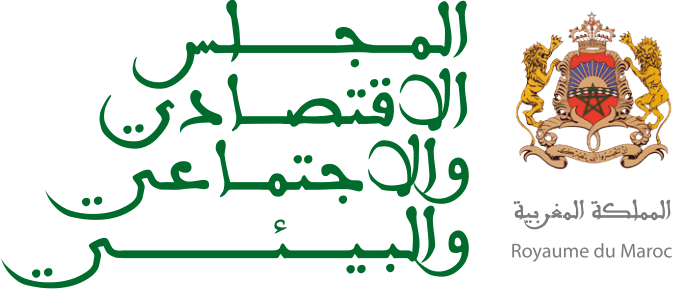 المجلس
الاقتصادي
والاجتماعي
والبيئي
المملكة المغربية
Royaume du Maroc